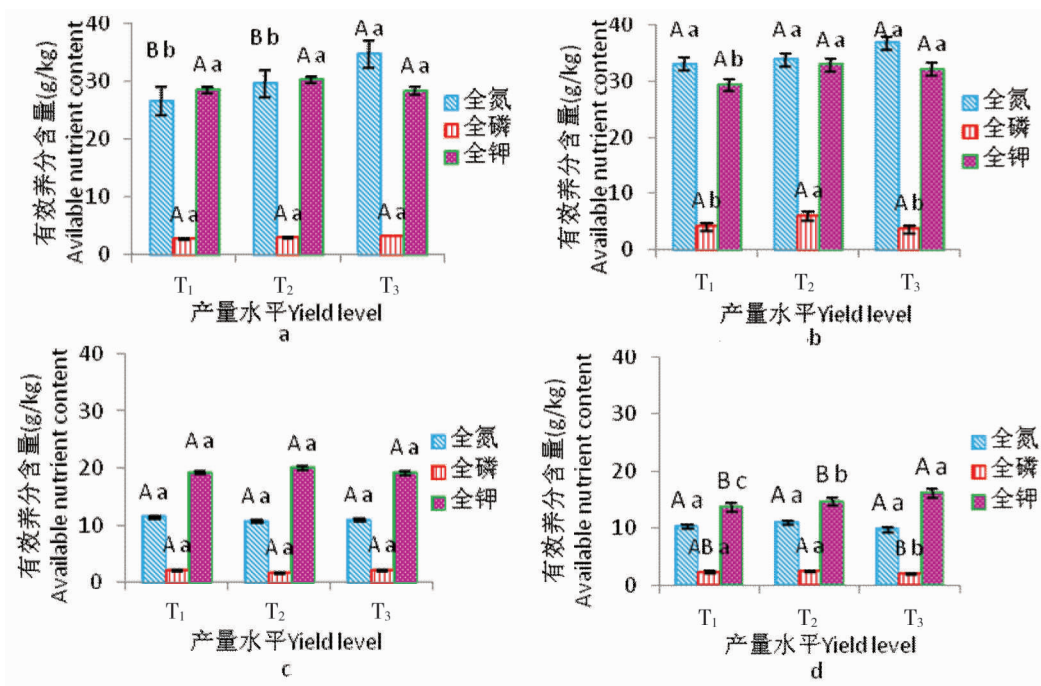 40
30
20
10
0
有效养分含量(g/kg)
Avilable nutrient content
B b
A a
B b
A a
A a
A a
A a
A a
A a
T1
T2
T3
产量水平Yield level
a
全氮
全磷
全钾
40
30
20
10
0
有效养分含量(g/kg)
Available nutrient content
A a
A b
A a
A a
A a
A a
A b
A a
A b
T1
T2
T3
产量水平Yield level
b
全氮
全磷
全钾
40
30
20
10
0
有效养分含量(g/kg)
Available nutrient content
A a
A a
A a
A a
A a
A a
A a
A a
A a
T1
T2
T3
产量水平Yield level
c
全氮
全磷
全钾
40
30
20
10
0
有效养分含量(g/kg)
Available nutrient content
A a
B c
A a
B b
A a
A a
AB a
A a
B b
T1
T2
T3
产量水平Yield level
d
全氮
全磷
全钾